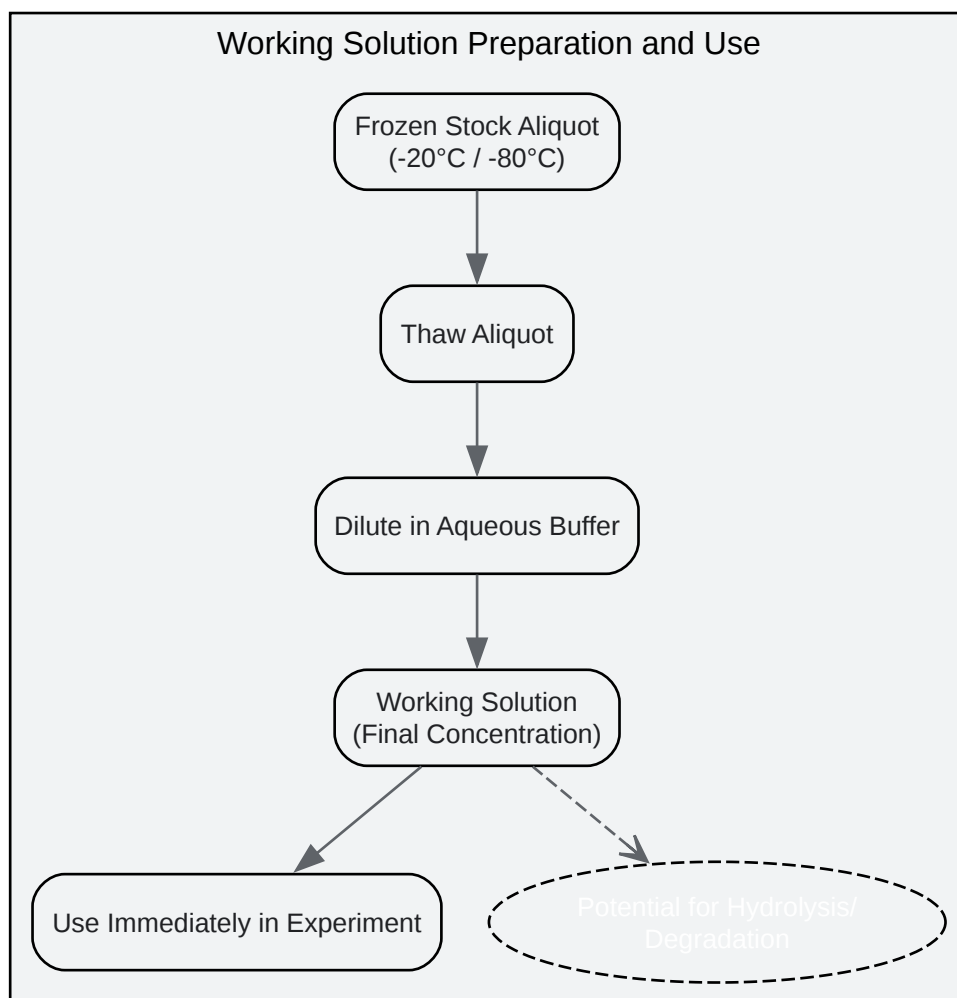 Working Solution Preparation and Use
Frozen Stock Aliquot
(-20°C / -80°C)
Thaw Aliquot
Dilute in Aqueous Buffer
Working Solution
(Final Concentration)
Use Immediately in Experiment
Potential for Hydrolysis/
Degradation